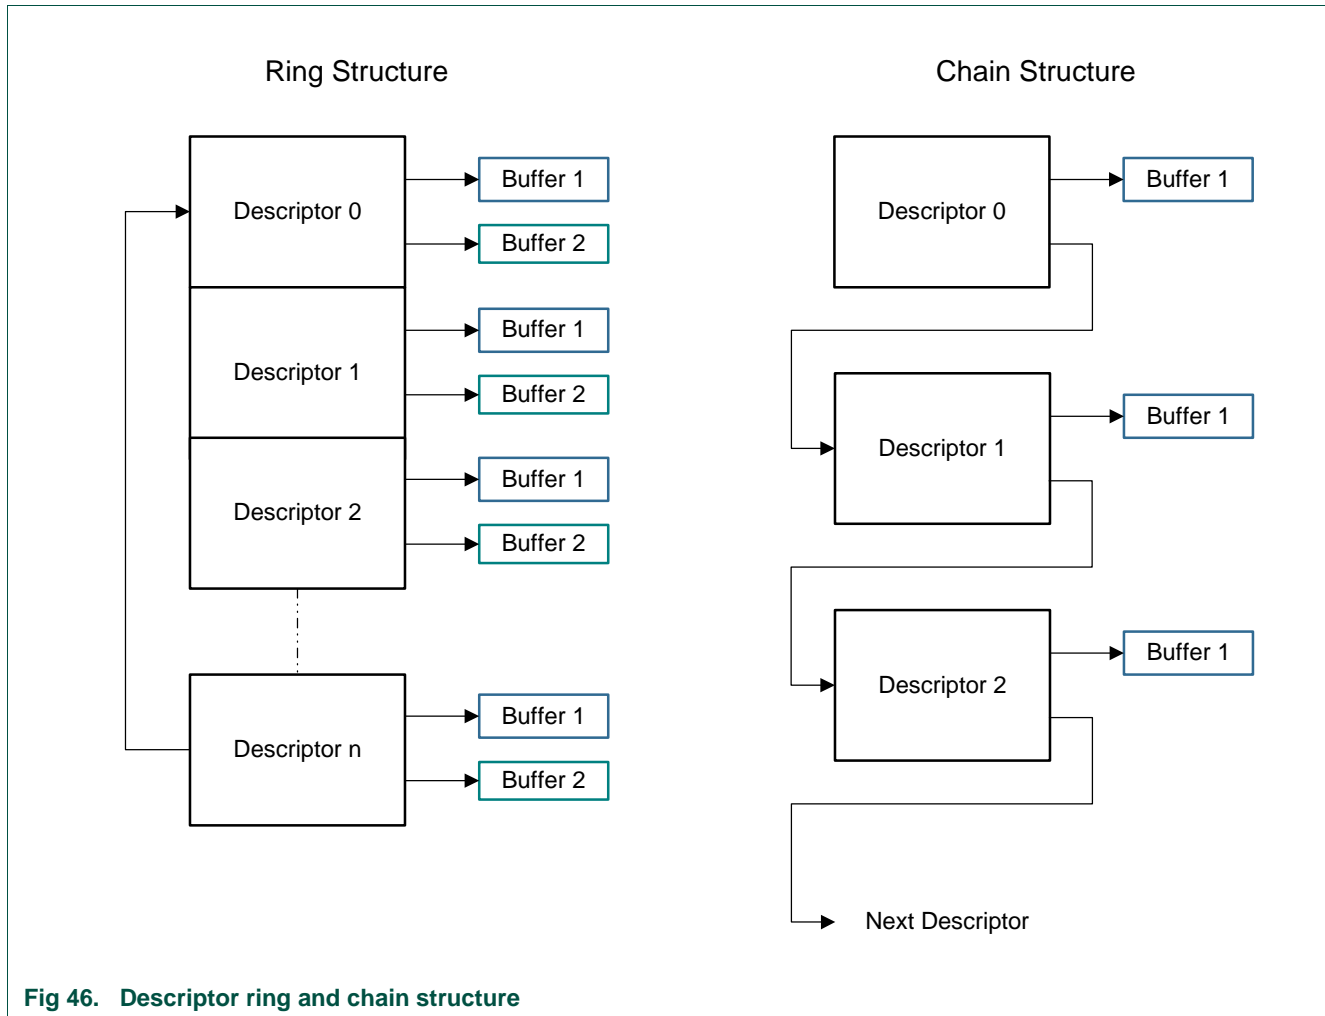 Ring Structure
Descriptor 0
Buffer 1
Buffer 2
Descriptor 1
Buffer 1
Buffer 2
Descriptor 2
Buffer 1
Buffer 2
Descriptor n
Buffer 1
Buffer 2
Chain Structure
Descriptor 0
Buffer 1
Descriptor 1
Buffer 1
Descriptor 2
Buffer 1
Next Descriptor
Fig 46. Descriptor ring and chain structure